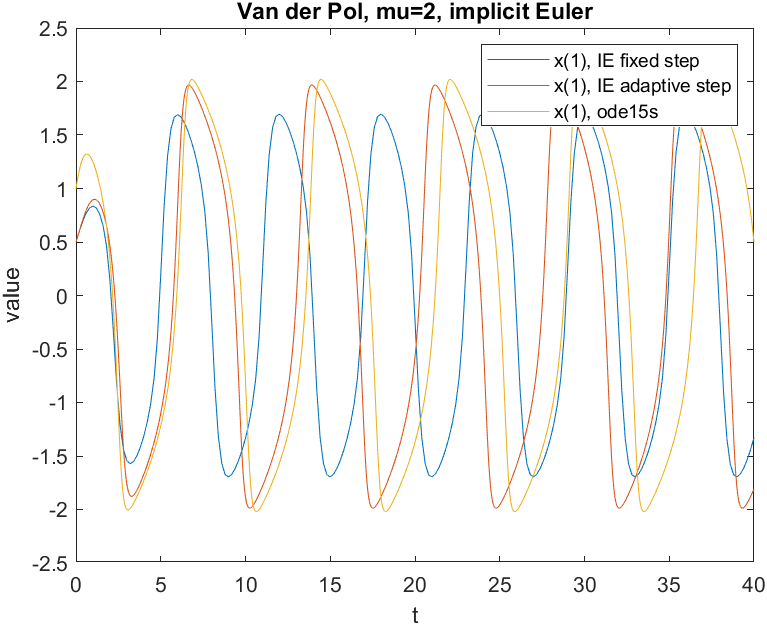 Van der Pol, mu=2, implicit Euler
2.5
2
1.5
1
0.5
0
-0.5
-1
-1.5
-2
-2.5
value
x(1), IE fixed step
x(1), IE adaptive step
x(1), ode15s
0 5 10 15 20 25 30 35 40
t